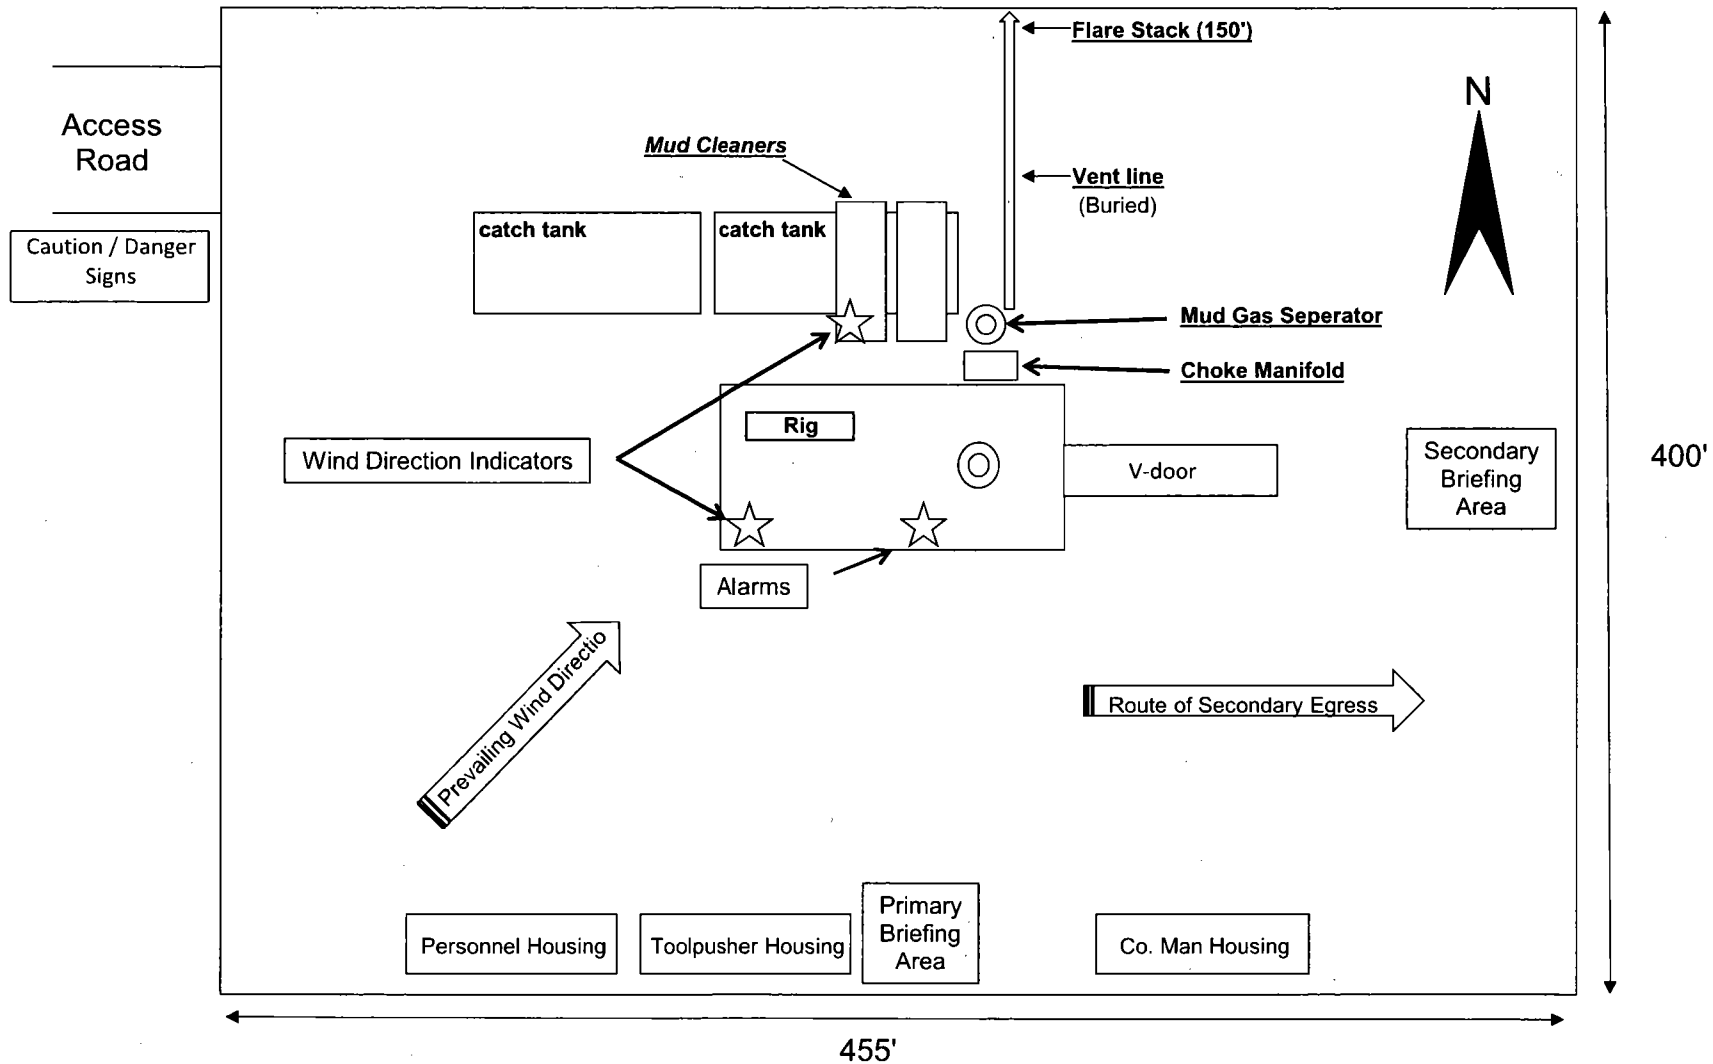 Flare Stack (150')
N
Access
Road
Mud Cleaners
Vent line
(Buried)
catch tank
catch tank
Caution / Danger
Signs
Mud Gas Seperator
Choke Manifold
Rig
Wind Direction Indicators
V-door
Secondary
Briefing
Area
400'
Alarms
Prevailing Wind Directio
Route of Secondary Egress
Primary
Briefing
Area
Personnel Housing
Toolpusher Housing
Co. Man Housing
455'